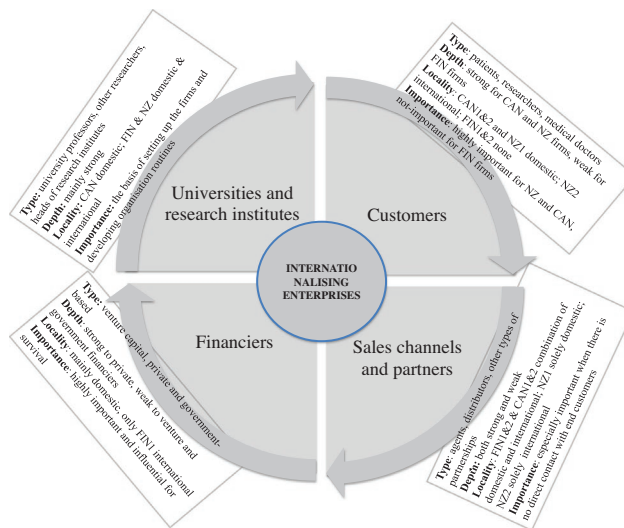 Type: university professors, other researchers,
heads of research institutes
Depth: mainly strong
Locality: CAN domestic; FIN & NZ domestic &
international
Importance: the basis of setting up the firms and
developing organisation routines
Type: patients, researchers, medical doctors
Depth: strong for CAN and NZ firms, weak for
FIN firms
Locality: CAN1&2 and NZ1 domestic; NZ2
international; FIN1&2 none
Importance: highly important for NZ and CAN,
not-important for FIN firms
Universities and
research institutes
Customers
INTERNATIO
NALISING
ENTERPRISES
Financiers
Sales channels
and partners
Type: venture capital, private and government-
based
Depth: strong to private, weak to venture and
government financiers
Locality: mainly domestic, only FIN1 international
Importance: highly important and influential for
survival
Type: agents, distributors, other types of
partnerships
Depth: both strong and weak
Locality: FIN1&2 & CAN1&2 combination of
domestic and international; NZ1 solely domestic;
NZ2 solely international
Importance: especially important when there is
no direct contact with end customers